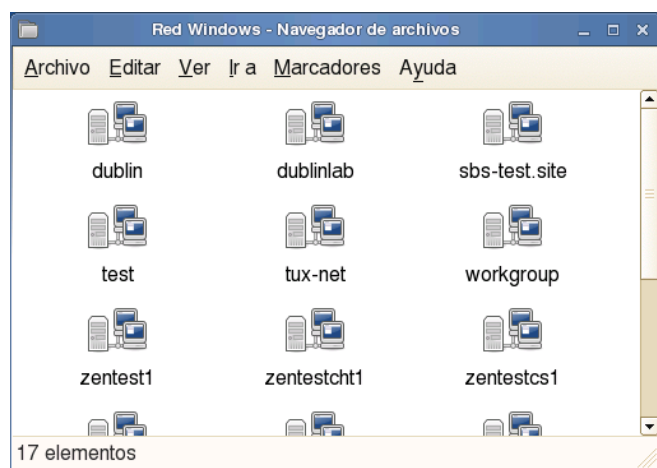 Red Windows - Navegador de archivos
Archivo Editar Ver Ir a Marcadores Ayuda
dublin dublinlab sbs-test.site
test tux-net workgroup
zentest1 zentestcht1 zentestcs1
17 elementos